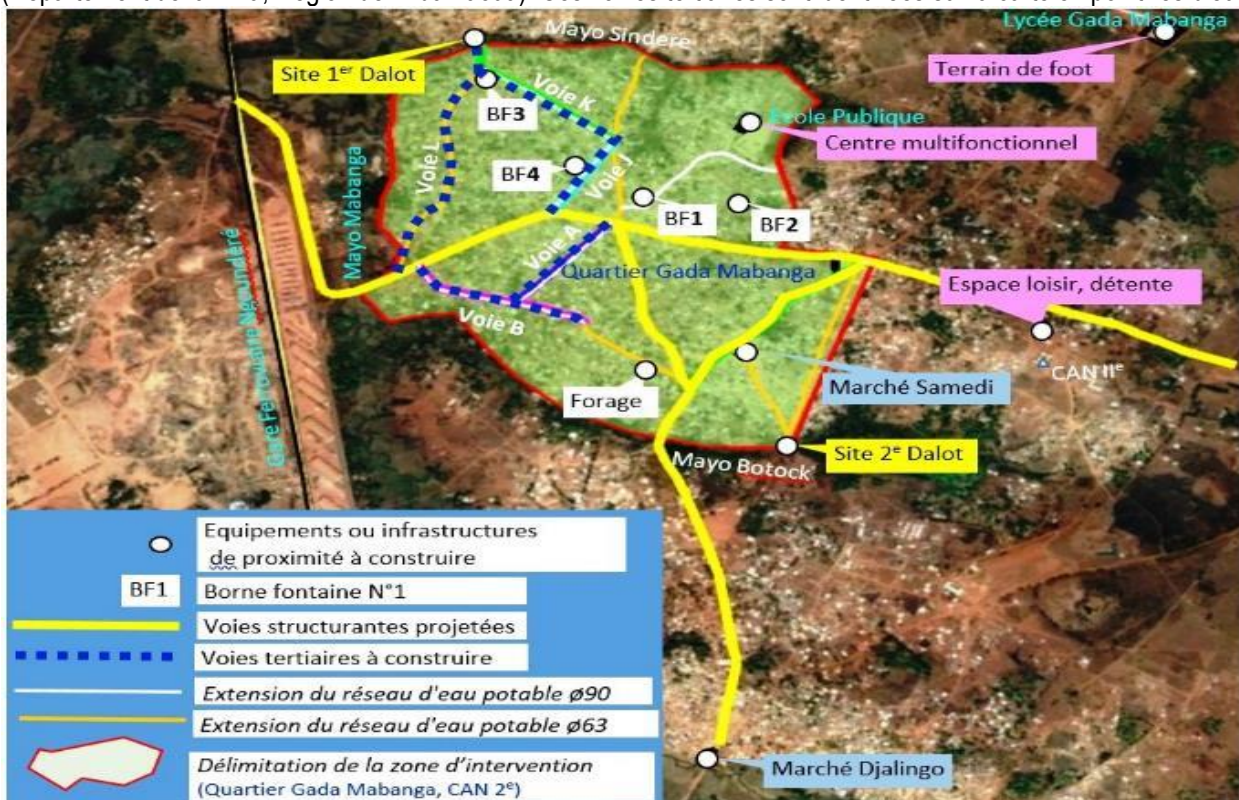 Lycée Gada Mabanga
Mayo Sindéré
Site 1er Dalot
Terrain de foot
Voie K
BF3
Ecole Publique
Centre multifonctionnel
Voie L
BF4
Voie J
BF1
BF2
Mayo Mabanga
Voie A
Quartier Gada Mabanga
Espace loisir, détente
Gare Ferroviaire Ngaoundéré
Voie B
CAN IIe
Forage
Marché Samedi
Mayo Botock
Site 2e Dalot
Equipements ou infrastructures
de proximité à construire
BF1
Borne fontaine N°1
Voies structurantes projetées
Voies tertiaires à construire
Extension du réseau d'eau potable ø90
Extension du réseau d'eau potable ø63
Délimitation de la zone d'intervention
(Quartier Gada Mabanga, CAN 2e)
Marché Djalingo